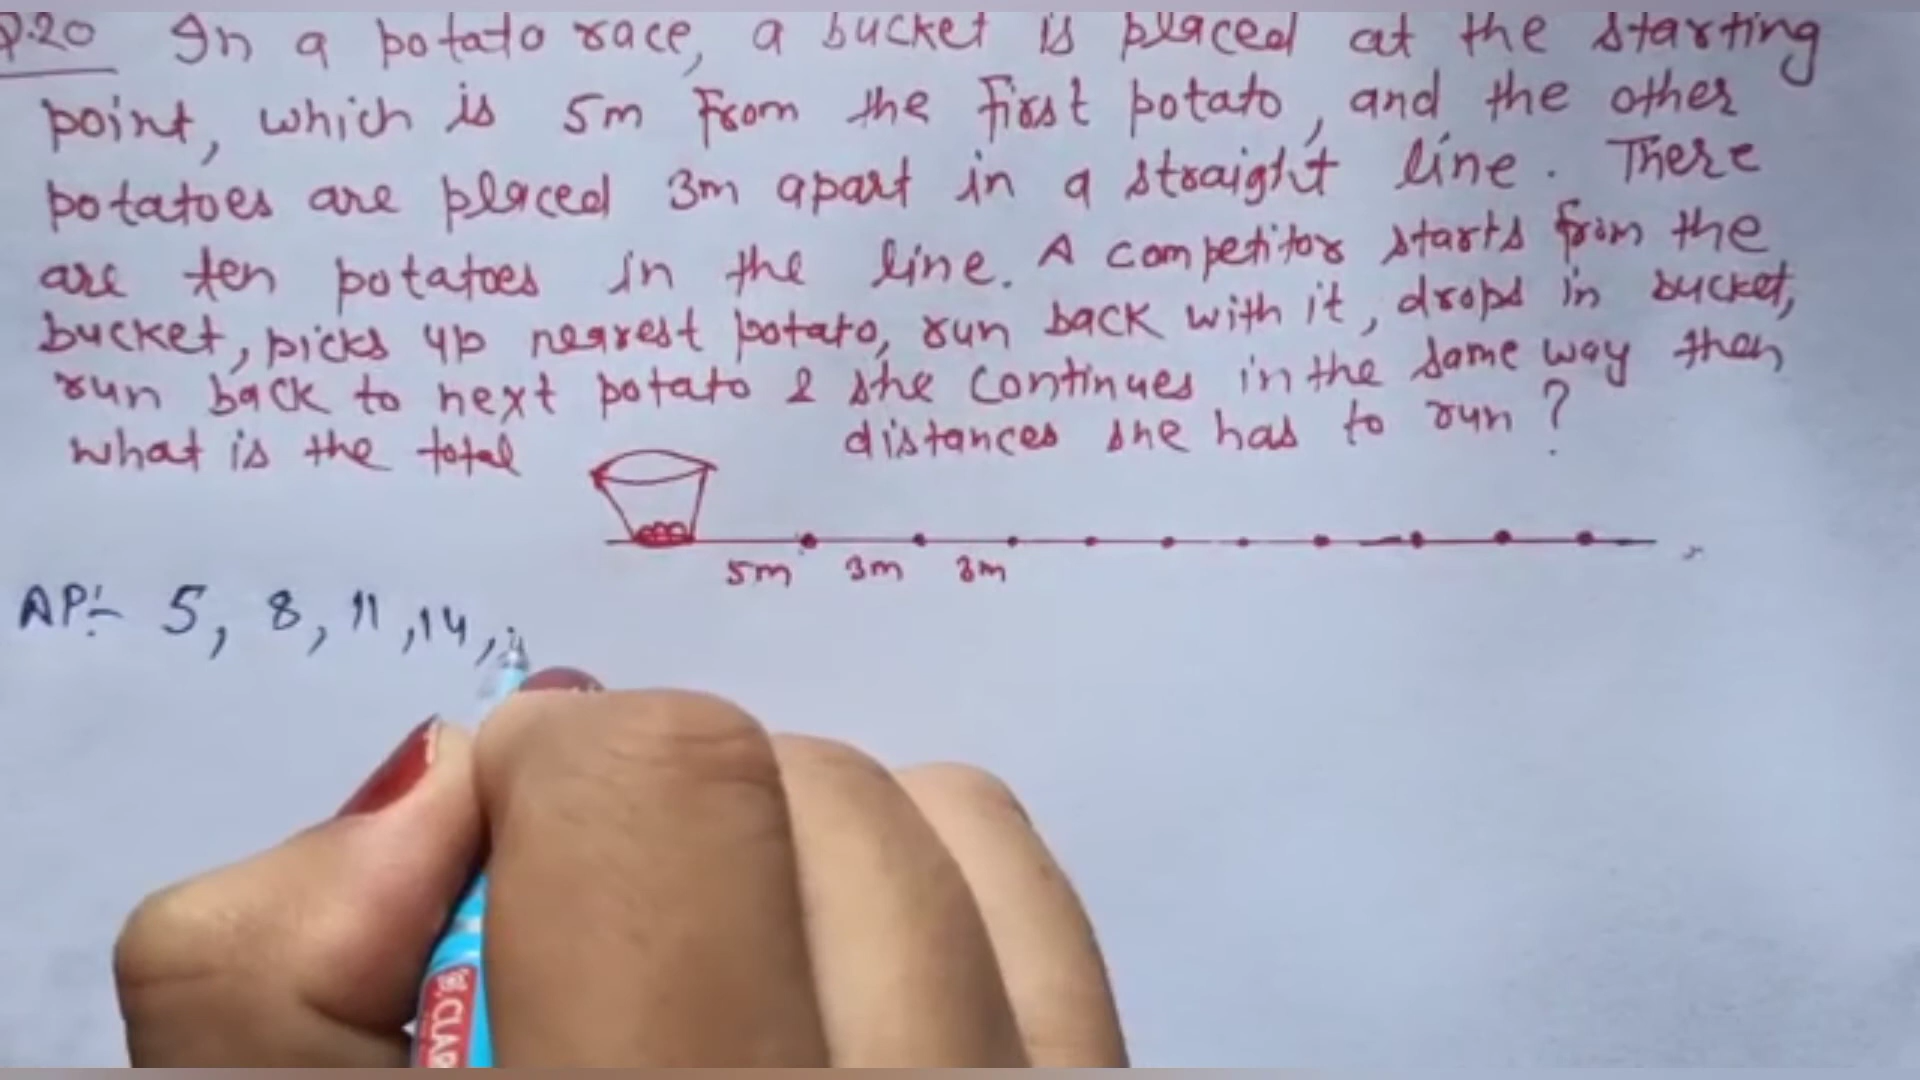 Q.20 In a potato race, a bucket is placed at the starting
point, which is 5m from the first potato, and the other
potatoes are placed 3m apart in a straight line. There
are ten potatoes in the line. A competitor starts from the
bucket, picks up nearest potato, run back with it, drops in bucket,
run back to next potato & she continues in the same way then
what is the total distances she has to run?
5m 3m 3m
AP:- 5, 8, 11, 14,
CLAR